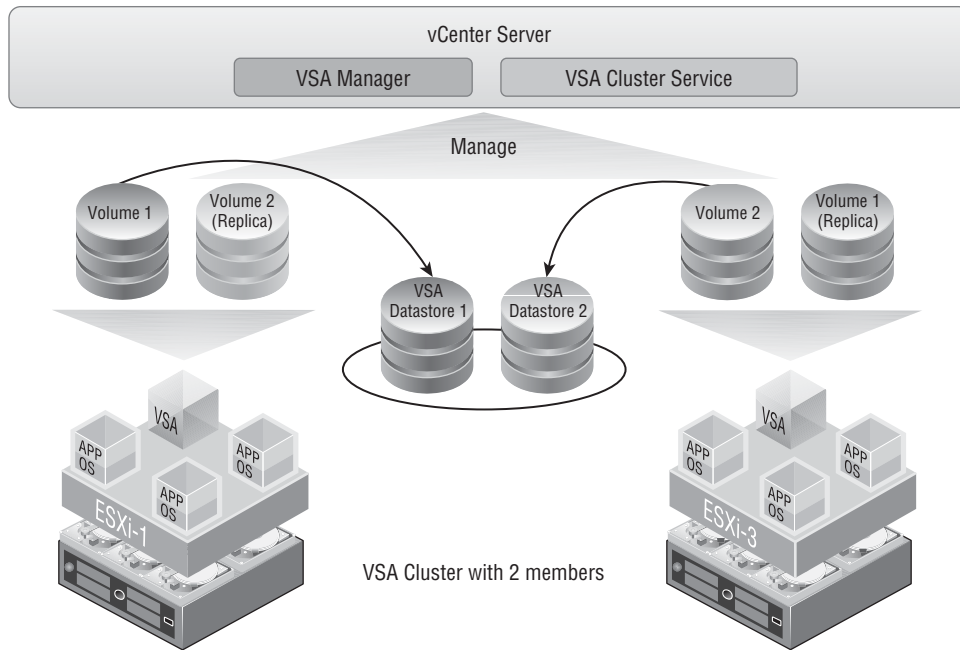 vCenter Server
VSA Manager
VSA Cluster Service
Manage
Volume 1
Volume 2
(Replica)
Volume 2
Volume 1
(Replica)
VSA
Datastore 1
VSA
Datastore 2
VSA
APP
OS
APP
OS
APP
OS
ESXi-1
VSA
APP
OS
APP
OS
APP
OS
ESXi-3
VSA Cluster with 2 members